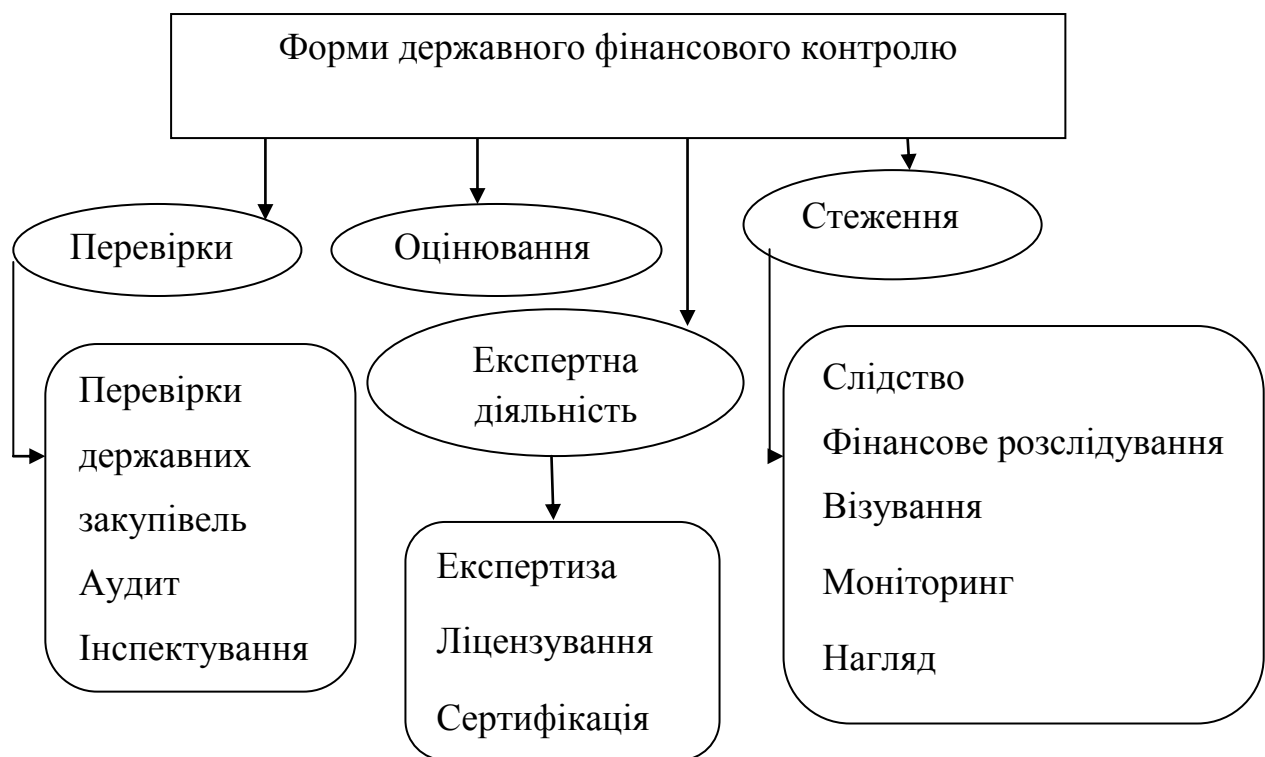 Форми державного фінансового контролю
Перевірки
Оцінювання
Стеження
Експертна
діяльність
Перевірки
державних
закупівель
Аудит
Інспектування
Експертиза
Ліцензування
Сертифікація
Слідство
Фінансове розслідування
Візування
Моніторинг
Нагляд